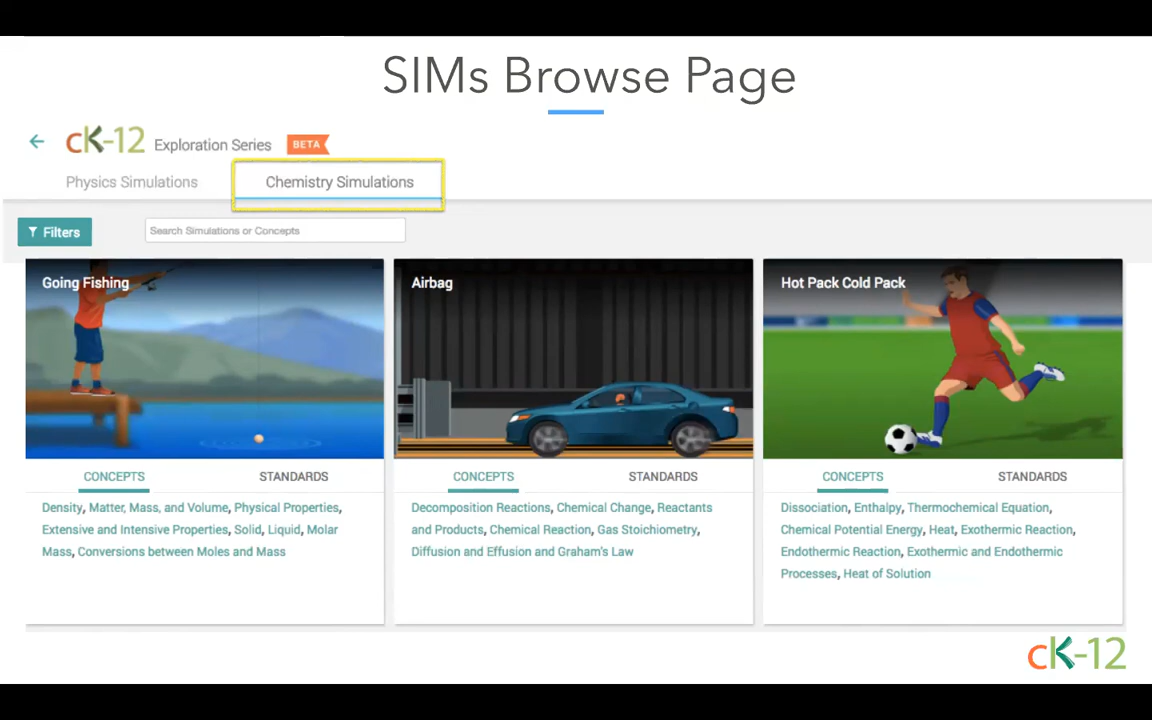 SIMs Browse Page
cK-12 Exploration Series BETA
Physics Simulations Chemistry Simulations
Filters Search Simulations or Concepts
Going Fishing
CONCEPTS STANDARDS
Density, Matter, Mass, and Volume, Physical Properties,
Extensive and Intensive Properties, Solid, Liquid, Molar
Mass, Conversions between Moles and Mass
Airbag
CONCEPTS STANDARDS
Decomposition Reactions, Chemical Change, Reactants
and Products, Chemical Reaction, Gas Stoichiometry,
Diffusion and Effusion and Graham's Law
Hot Pack Cold Pack
CONCEPTS STANDARDS
Dissociation, Enthalpy, Thermochemical Equation,
Chemical Potential Energy, Heat, Exothermic Reaction,
Endothermic Reaction, Exothermic and Endothermic
Processes, Heat of Solution
cK-12